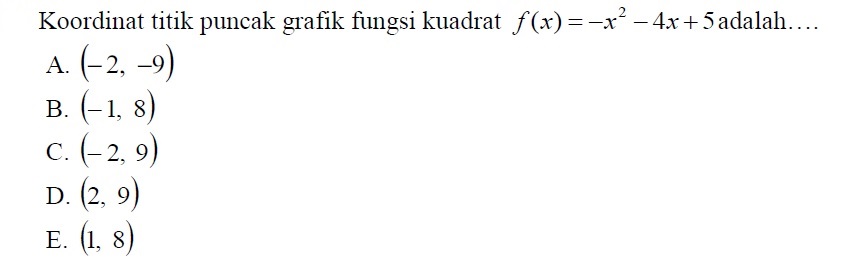 Koordinat titik puncak grafik fungsi kuadrat f(x) = −x² − 4x + 5 adalah....
A. (−2, −9)
B. (−1, 8)
C. (−2, 9)
D. (2, 9)
E. (1, 8)